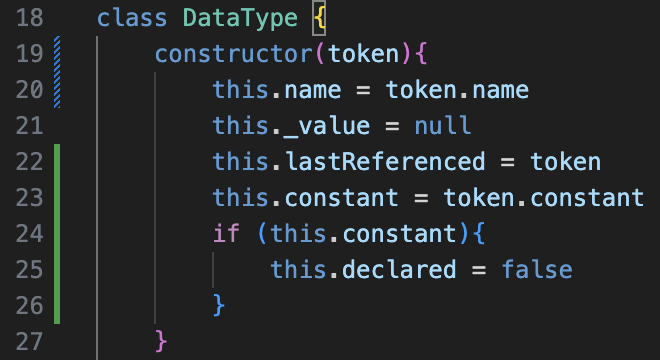 18 class DataType {
19 constructor(token){
20 this.name = token.name
21 this._value = null
22 this.lastReferenced = token
23 this.constant = token.constant
24 if (this.constant){
25 this.declared = false
26 }
27 }